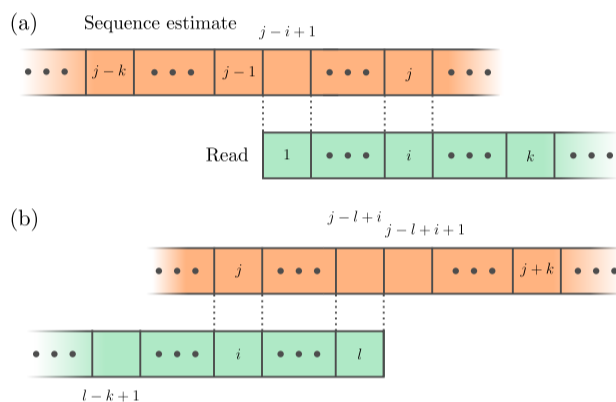 (a) Sequence estimate
j − i + 1
• • • j − k • • • j − 1 • • • j • • •
Read 1 • • • i • • • k • • •
(b)
j − l + i
j − l + i + 1
• • • j • • • • • • j + k • • •
• • • • • • i • • • l
l − k + 1